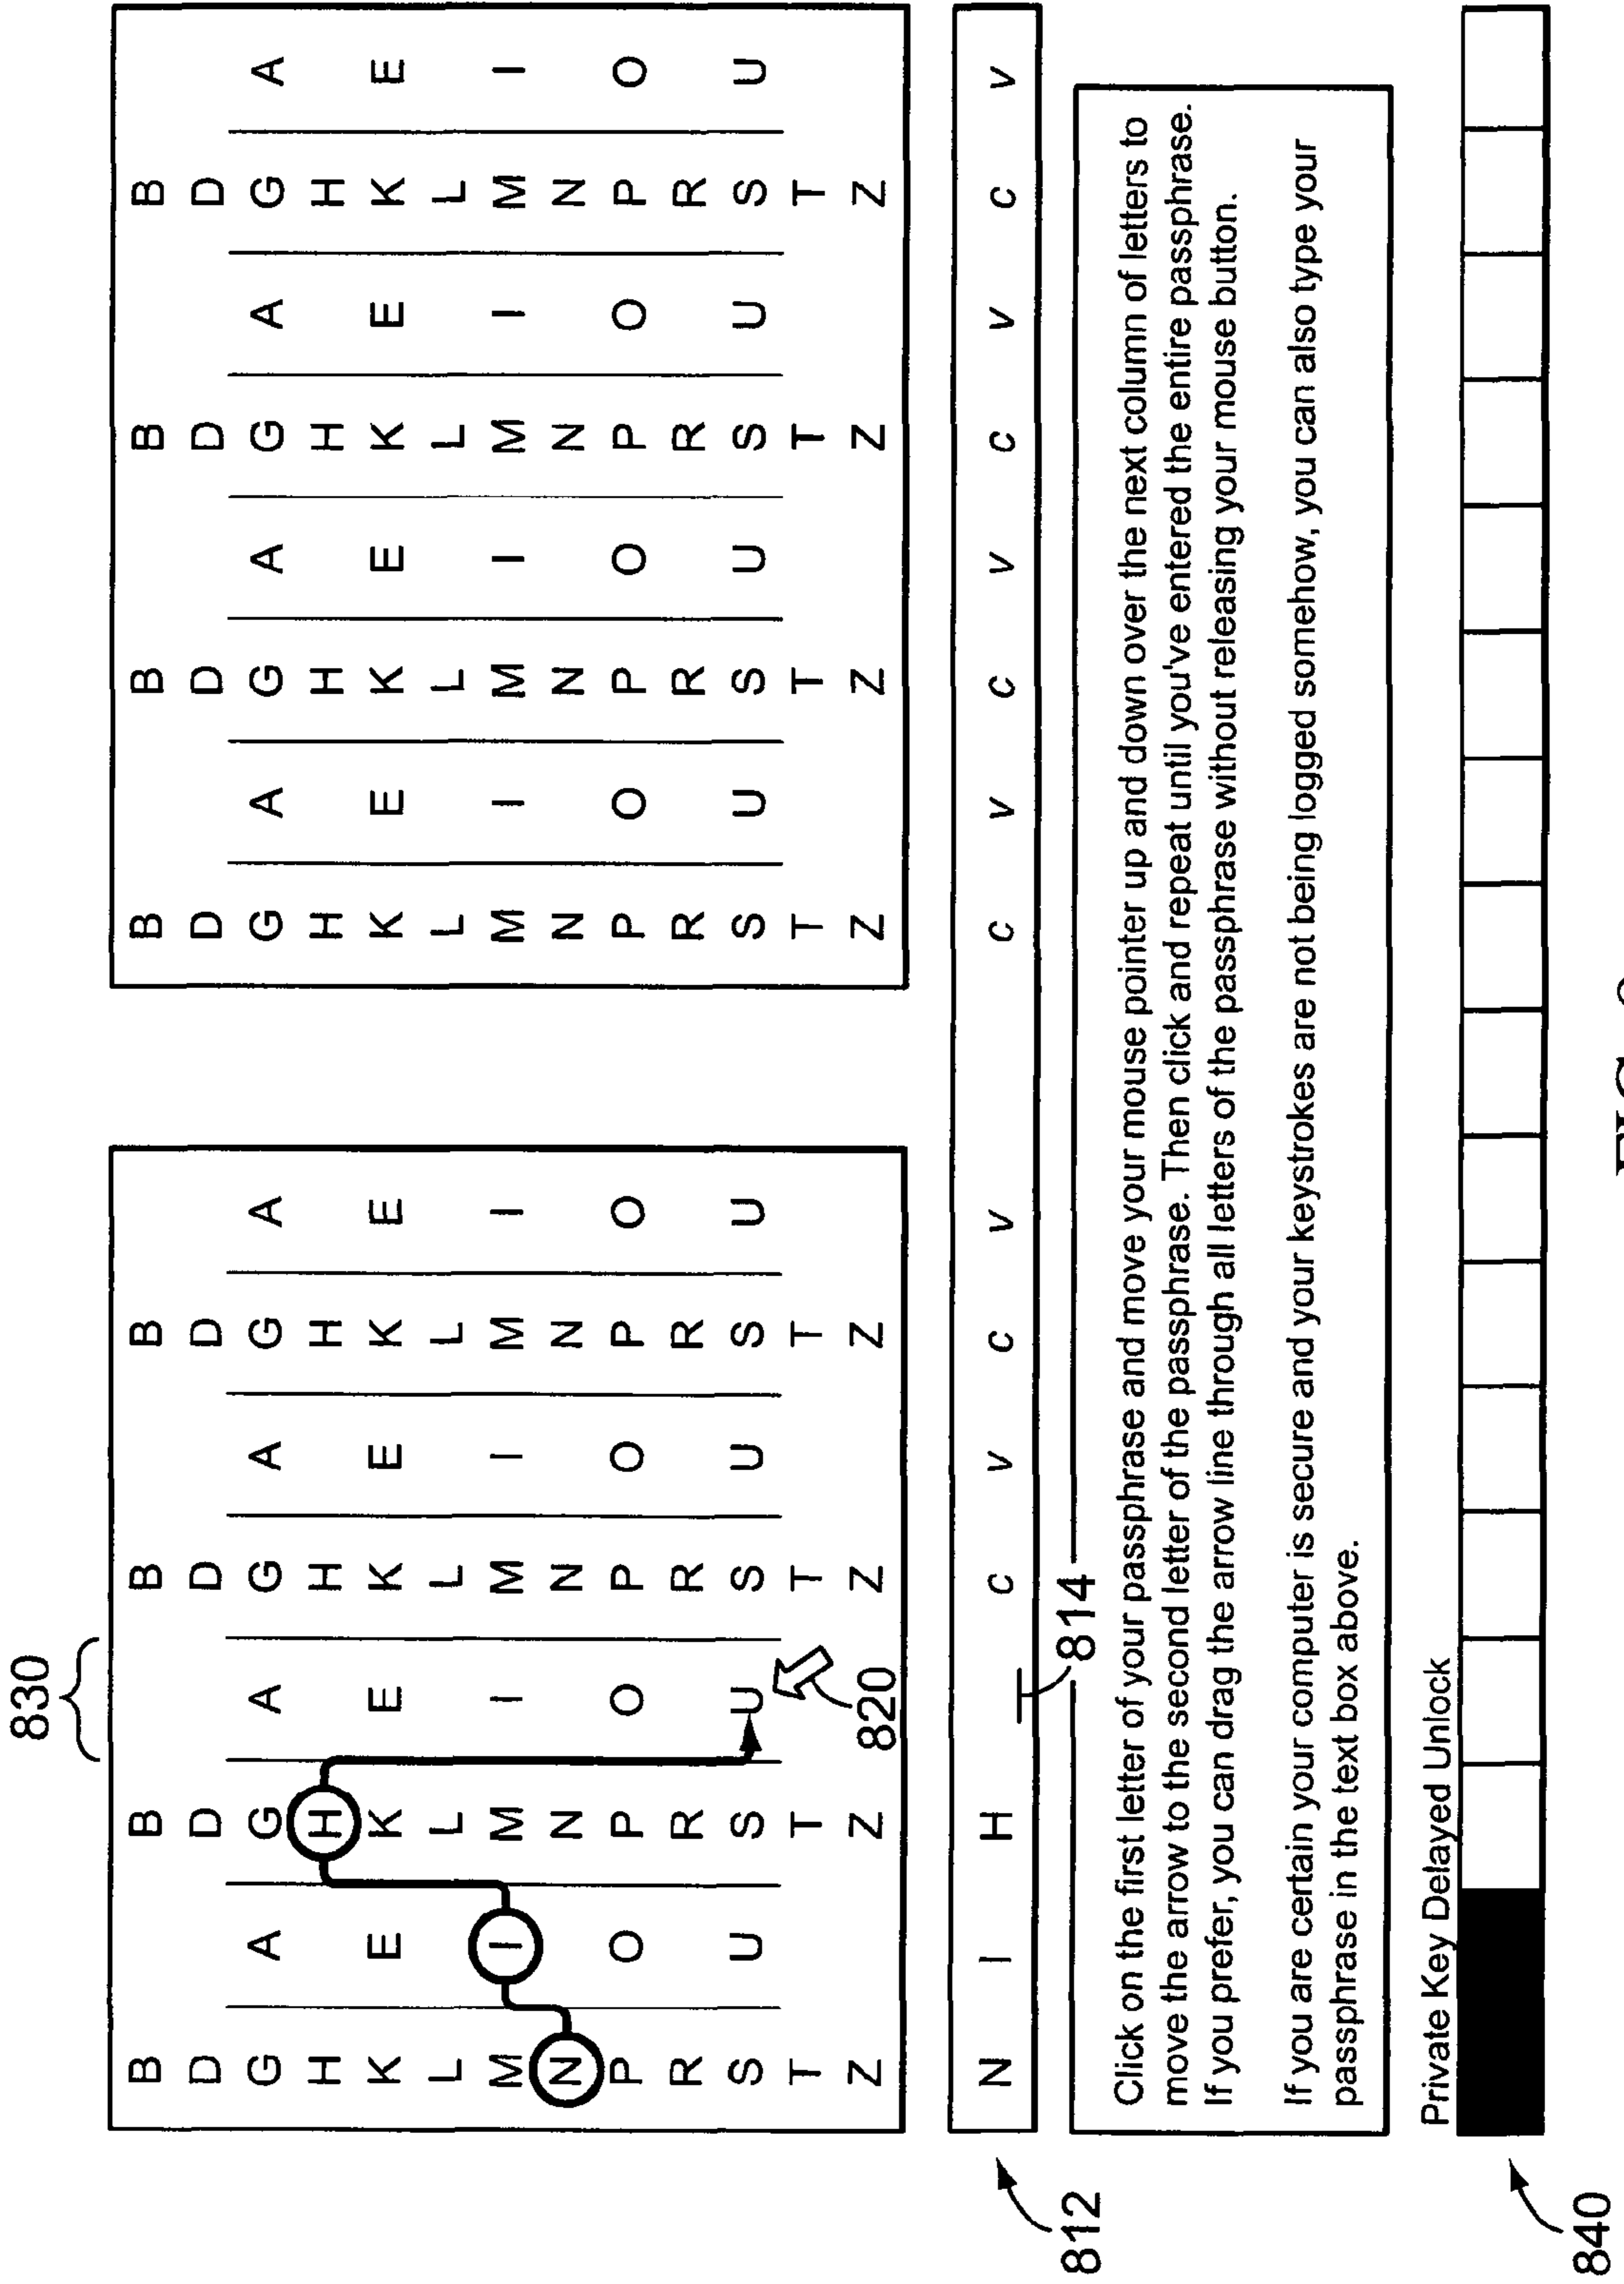 830
B B B B B B B B
D D D D D D D D
G A G A G A G A G A G A G A G A
H H H H H H H H
K E K E K E K E K E K E K E K E
L L L L L L L L
M I M I M I M I M I M I M I M I
N N N N N N N N
P O P O P O P O P O P O P O P O
R R R R R R R R
S U S U S U S U S U S U S U S U
T T T T T T T T
Z Z Z Z Z Z Z Z
820
N I H _ c v c v c v c v c v c v
812
814
Click on the first letter of your passphrase and move your mouse pointer up and down over the next column of letters to
move the arrow to the second letter of the passphrase. Then click and repeat until you've entered the entire passphrase.
If you prefer, you can drag the arrow line through all letters of the passphrase without releasing your mouse button.
If you are certain your computer is secure and your keystrokes are not being logged somehow, you can also type your
passphrase in the text box above.
Private Key Delayed Unlock
840
FIG.